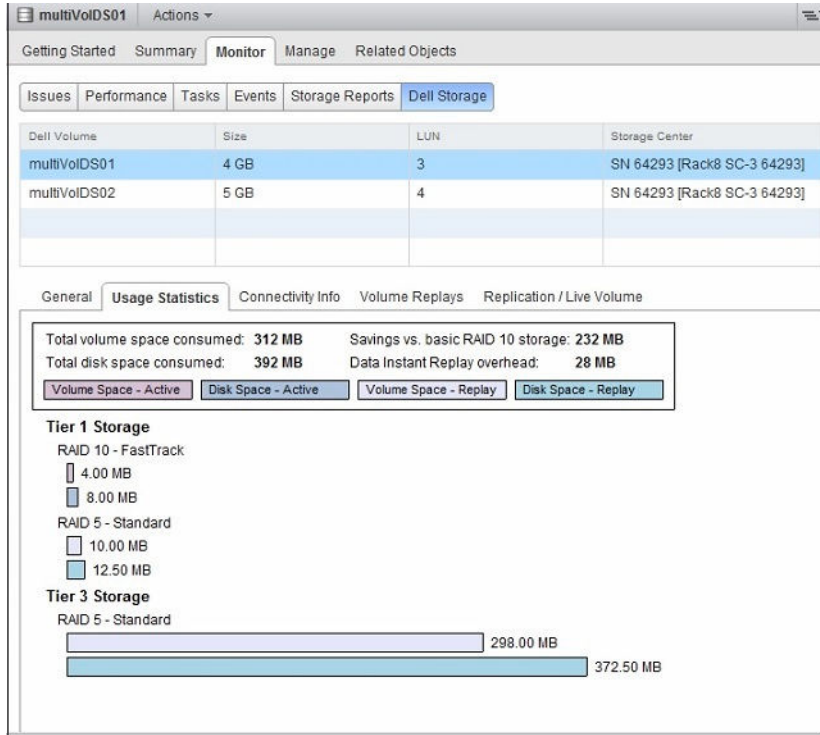 multiVolDS01 Actions
Getting Started Summary Monitor Manage Related Objects
Issues Performance Tasks Events Storage Reports Dell Storage
Dell Volume Size LUN Storage Center
multiVolDS01 4 GB 3 SN 64293 [Rack8 SC-3 64293]
multiVolDS02 5 GB 4 SN 64293 [Rack8 SC-3 64293]
General Usage Statistics Connectivity Info Volume Replays Replication / Live Volume
Total volume space consumed: 312 MB Savings vs. basic RAID 10 storage: 232 MB
Total disk space consumed: 392 MB Data Instant Replay overhead: 28 MB
Volume Space - Active Disk Space - Active Volume Space - Replay Disk Space - Replay
Tier 1 Storage
RAID 10 - FastTrack
4.00 MB
8.00 MB
RAID 5 - Standard
10.00 MB
12.50 MB
Tier 3 Storage
RAID 5 - Standard
298.00 MB
372.50 MB